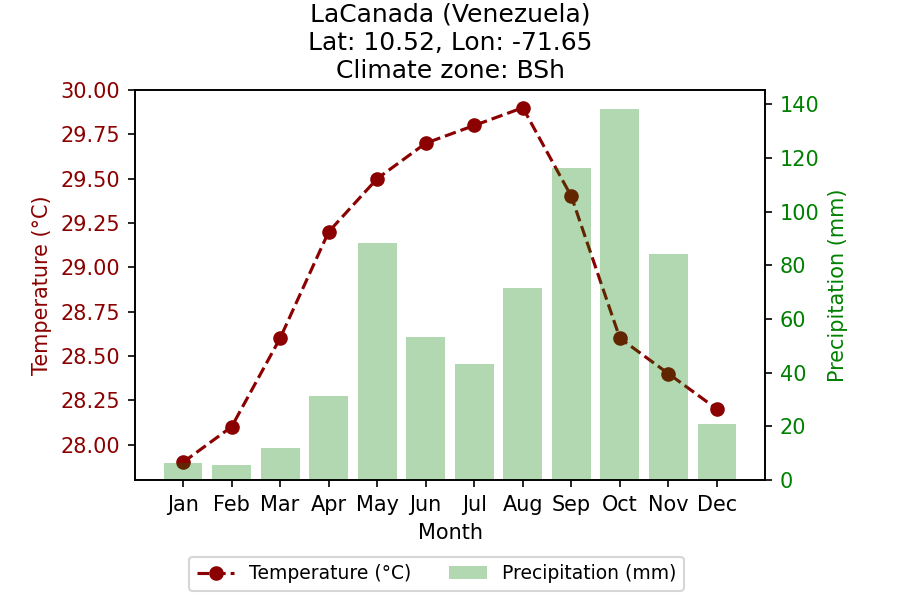 LaCanada (Venezuela)
Lat: 10.52, Lon: -71.65
Climate zone: BSh
30.00
29.75
29.50
29.25
29.00
28.75
28.50
28.25
28.00
Temperature (°C)
140
120
100
80
60
40
20
0
Precipitation (mm)
Jan Feb Mar Apr May Jun Jul Aug Sep Oct Nov Dec
Month
Temperature (°C) Precipitation (mm)